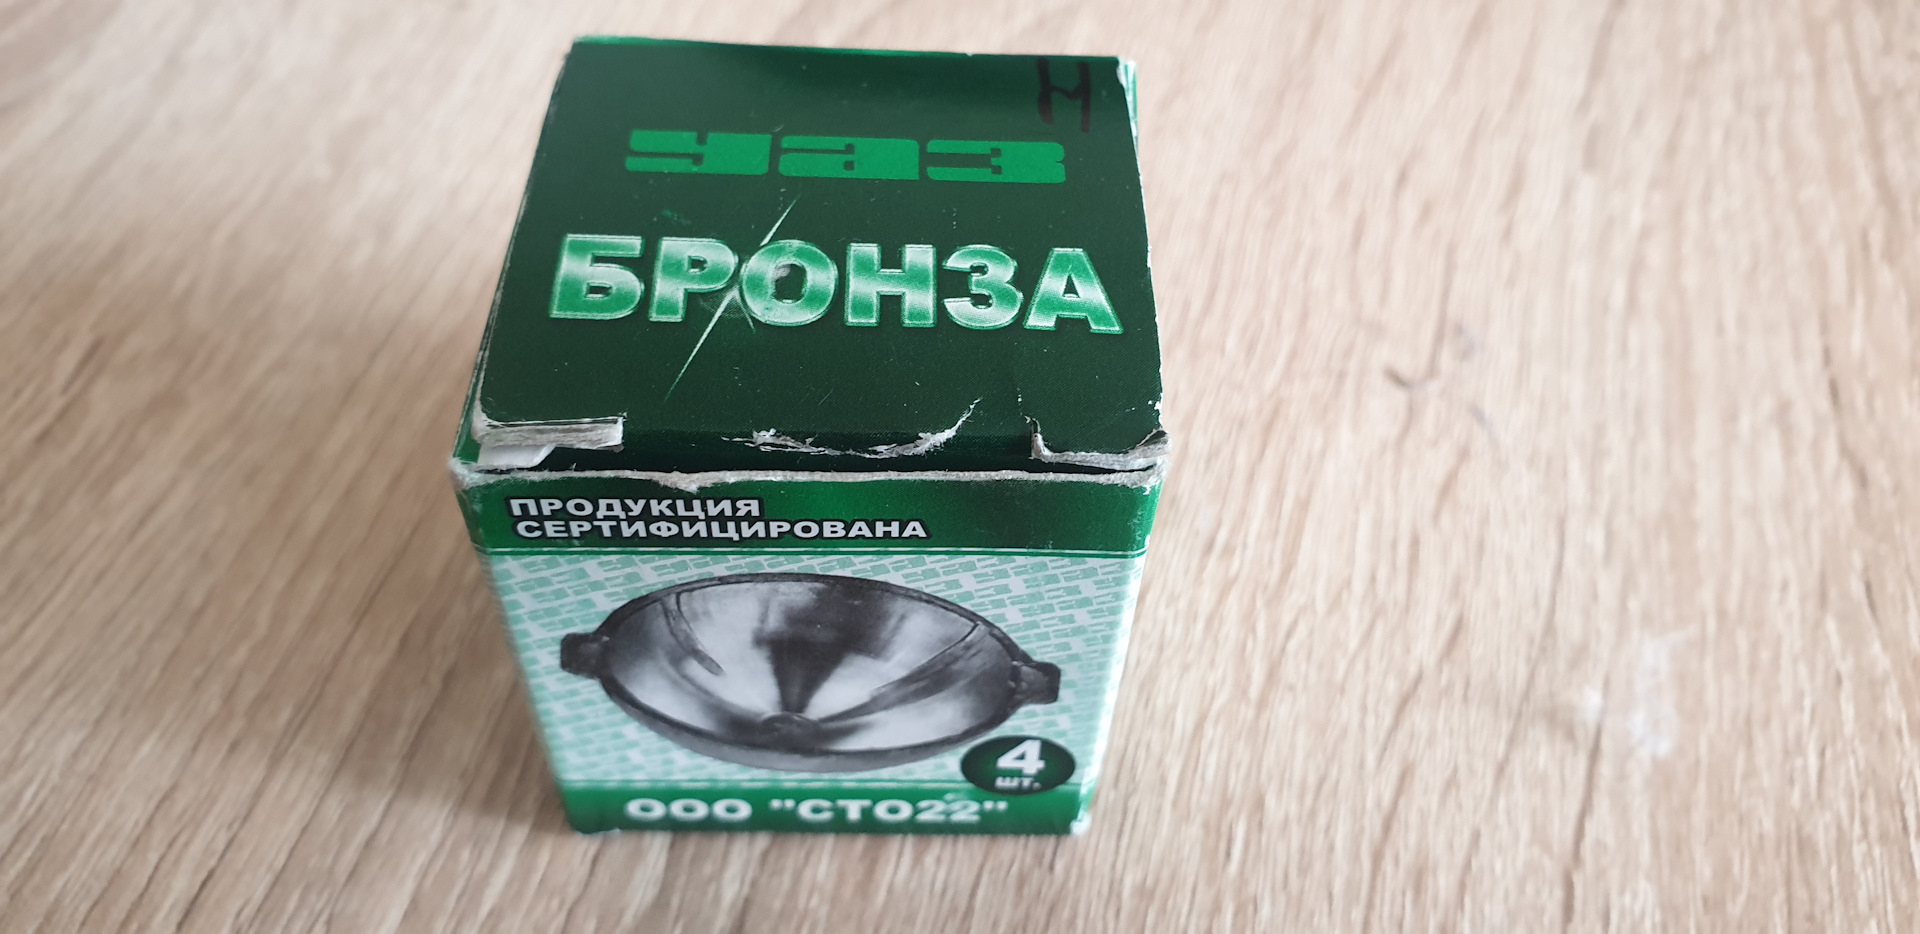 Н
УАЗ
БРОНЗА
ПРОДУКЦИЯ
СЕРТИФИЦИРОВАНА
4
ШТ.
ООО "СТО22"